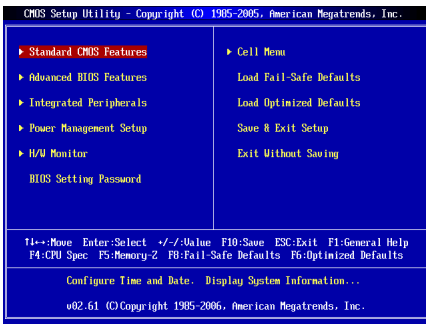 CMOS Setup Utility - Copyright (C) 1985-2005, American Megatrends, Inc.
▶ Standard CMOS Features
▶ Advanced BIOS Features
▶ Integrated Peripherals
▶ Power Management Setup
▶ H/W Monitor
BIOS Setting Password
▶ Cell Menu
Load Fail-Safe Defaults
Load Optimized Defaults
Save & Exit Setup
Exit Without Saving
↑↓←→:Move Enter:Select +/-/:Value F10:Save ESC:Exit F1:General Help
F4:CPU Spec F5:Memory-Z F8:Fail-Safe Defaults F6:Optimized Defaults
Configure Time and Date. Display System Information...
v02.61 (C)Copyright 1985-2006, American Megatrends, Inc.